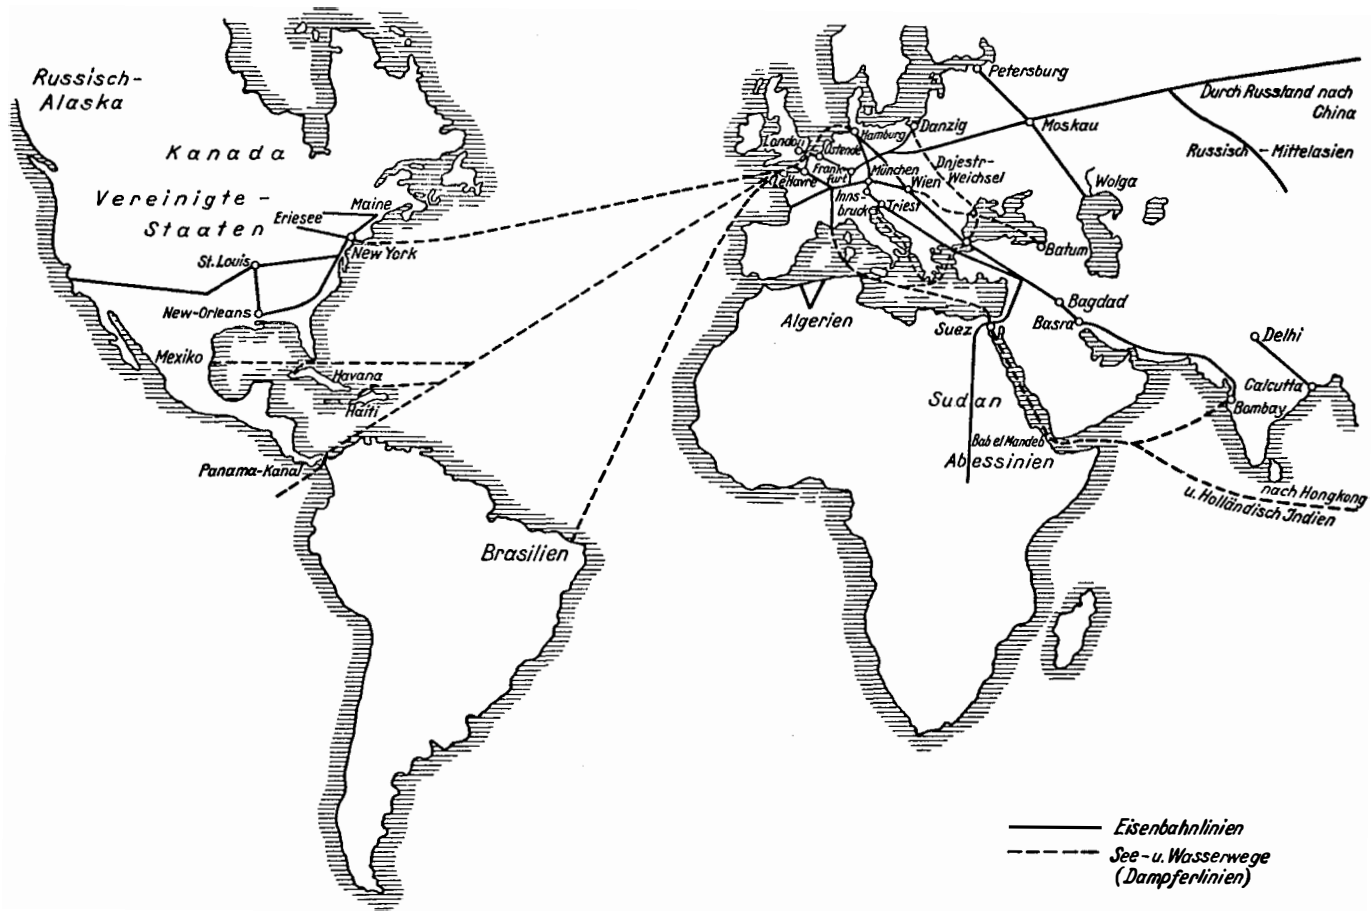 Russisch-
Alaska
Kanada
Vereinigte-
Staaten
Eriesee
Maine
New York
St. Louis
New-Orleans
Mexiko
Havana
Haiti
Panama-Kanal
Brasilien
Petersburg
Moskau
Durch Russland nach
China
Russisch-Mittelasien
Danzig
Hamburg
London
Ostende
Le Havre
Frank-
furt
München
Wien
Dnjestr-
Weichsel
Wolga
Inns-
bruck
Triest
Batum
Algerien
Suez
Bagdad
Basra
Delhi
Calcutta
Bombay
Sudan
Bab el Mandeb
Abessinien
nach Hongkong
u. Holländisch Indien
Eisenbahnlinien
See-u. Wasserwege
(Dampferlinien)